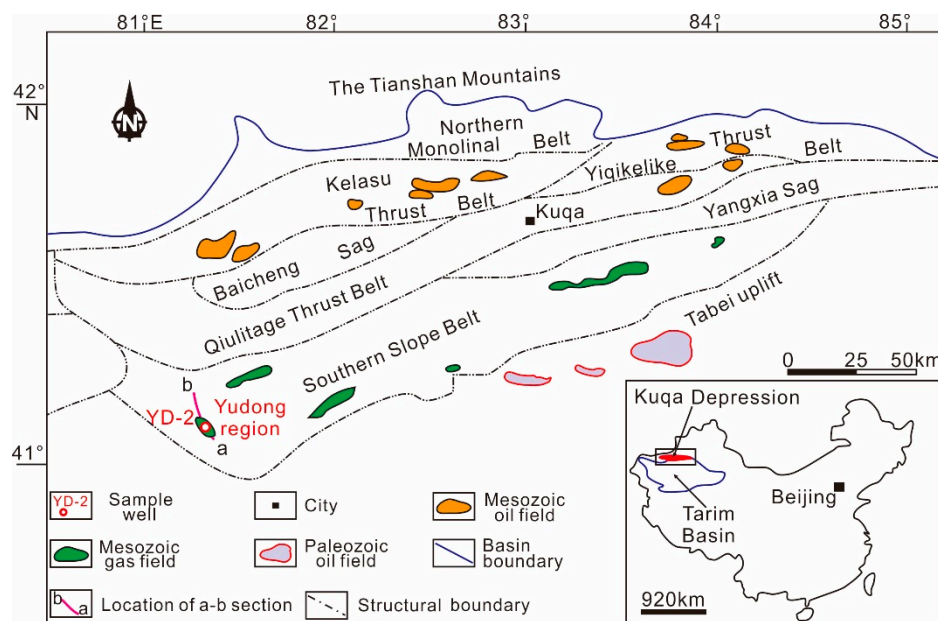 81 E
82
83
84
85°
42°
N
41°
N
The Tianshan Mountains
Northern
Monolinal Belt
Thrust
Belt
Yiqikelike
Kelasu
Thrust Belt
Kuqa
Yangxia Sag
Baicheng Sag
Qiulitage Thrust Belt
Southern Slope Belt
Tabei uplift
b
YD-2
Yudong
region
a
0 25 50km
Kuqa Depression
Beijing
Tarim
Basin
920km
YD-2
Sample
well
City
Mesozoic
oil field
Mesozoic
gas field
Paleozoic
oil field
Basin
boundary
b
a
Location of a-b section
Structural boundary